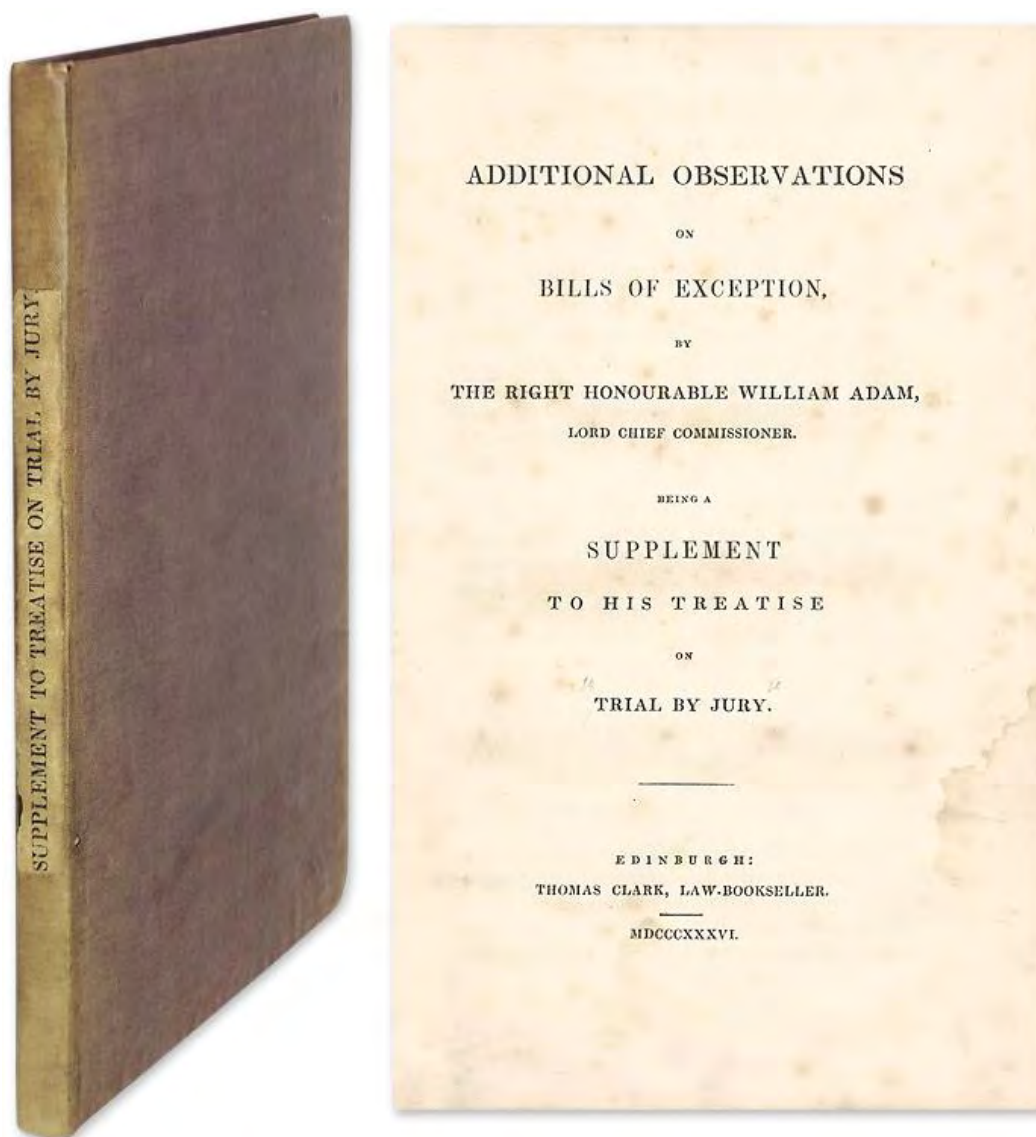 SUPPLEMENT TO TREATISE ON TRIAL BY JURY
ADDITIONAL OBSERVATIONS
ON
BILLS OF EXCEPTION,
BY
THE RIGHT HONOURABLE WILLIAM ADAM,
LORD CHIEF COMMISSIONER.
BEING A
SUPPLEMENT
TO HIS TREATISE
ON
TRIAL BY JURY.
EDINBURGH:
THOMAS CLARK, LAW-BOOKSELLER.
MDCCCXXXVI.